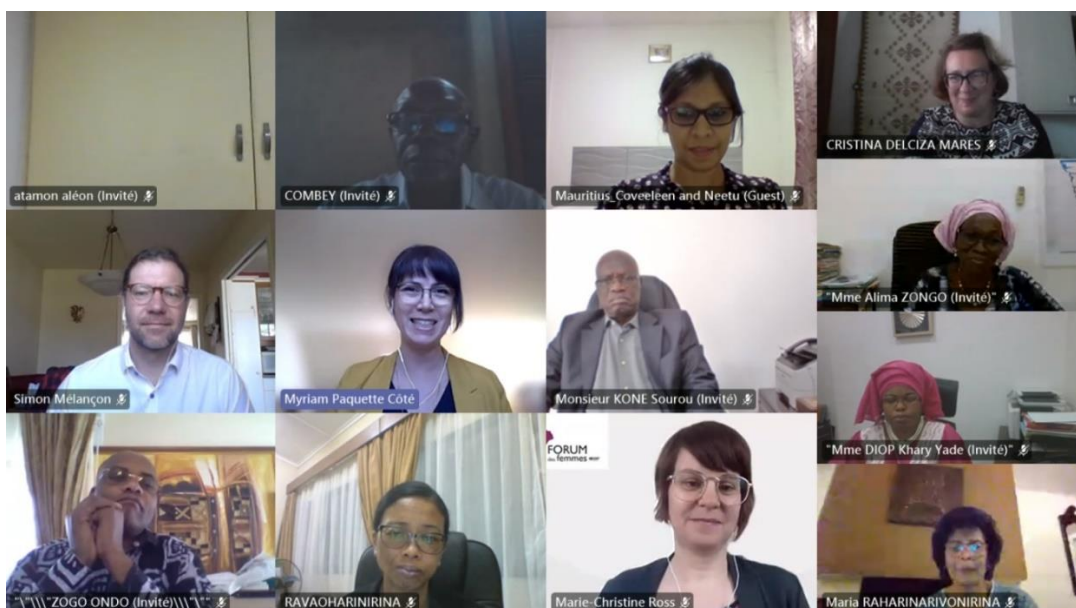 atamon aléon (Invité)
COMBEY (Invité)
Mauritius_Coveeleen and Neetu (Guest)
CRISTINA DELCIZA MARES
"Mme Alima ZONGO (Invité)"
Simon Mélançon
Myriam Paquette Côté
Monsieur KONE Sourou (Invité)
"Mme DIOP Khary Yade (Invité)"
"\"\\\"ZOGO ONDO (Invité)\\\"\""
RAVAOHARINIRINA
FORUM
des femmes
Marie-Christine Ross
Maria RAHARINARIVONIRINA